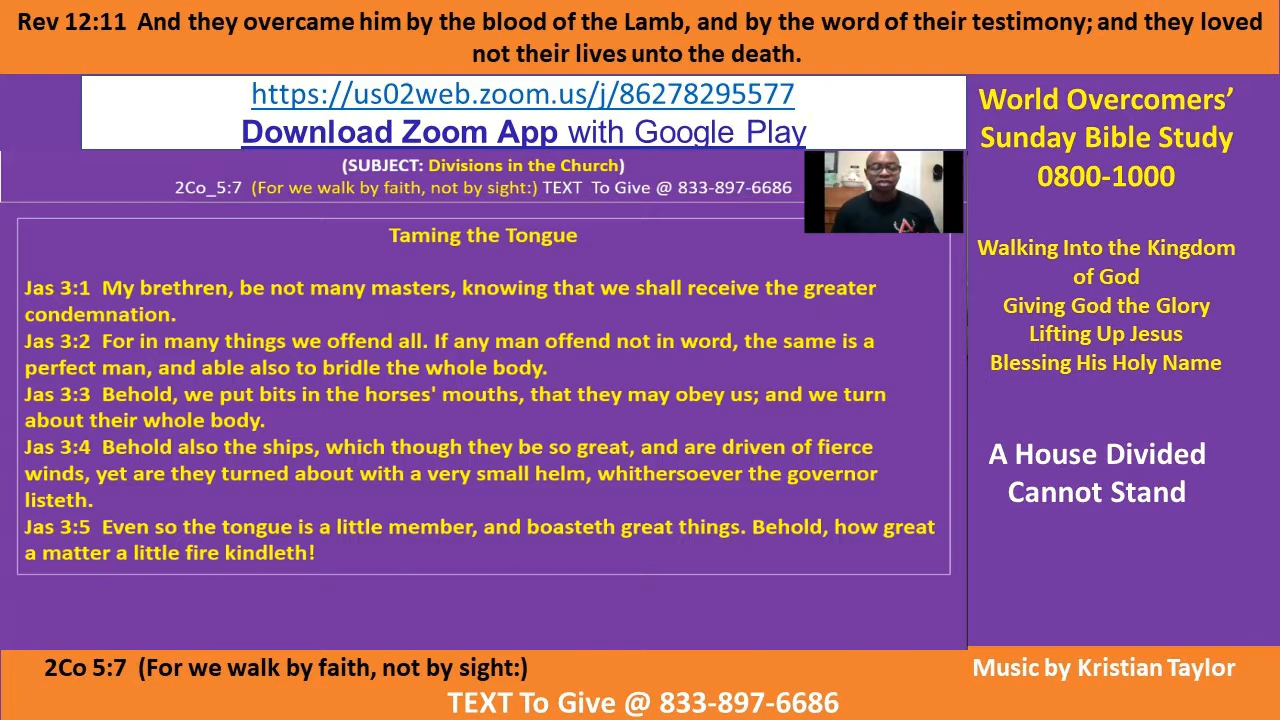 Rev 12:11  And they overcame him by the blood of the Lamb, and by the word of their testimony; and they loved
not their lives unto the death.
https://us02web.zoom.us/j/86278295577
Download Zoom App with Google Play
(SUBJECT: Divisions in the Church)
2Co_5:7  (For we walk by faith, not by sight:) TEXT  To Give @ 833-897-6686
Taming the Tongue
Jas 3:1  My brethren, be not many masters, knowing that we shall receive the greater
condemnation.
Jas 3:2  For in many things we offend all. If any man offend not in word, the same is a
perfect man, and able also to bridle the whole body.
Jas 3:3  Behold, we put bits in the horses' mouths, that they may obey us; and we turn
about their whole body.
Jas 3:4  Behold also the ships, which though they be so great, and are driven of fierce
winds, yet are they turned about with a very small helm, whithersoever the governor
listeth.
Jas 3:5  Even so the tongue is a little member, and boasteth great things. Behold, how great
a matter a little fire kindleth!
World Overcomers'
Sunday Bible Study
0800-1000
Walking Into the Kingdom
of God
Giving God the Glory
Lifting Up Jesus
Blessing His Holy Name
A House Divided
Cannot Stand
2Co 5:7  (For we walk by faith, not by sight:)
Music by Kristian Taylor
TEXT To Give @ 833-897-6686